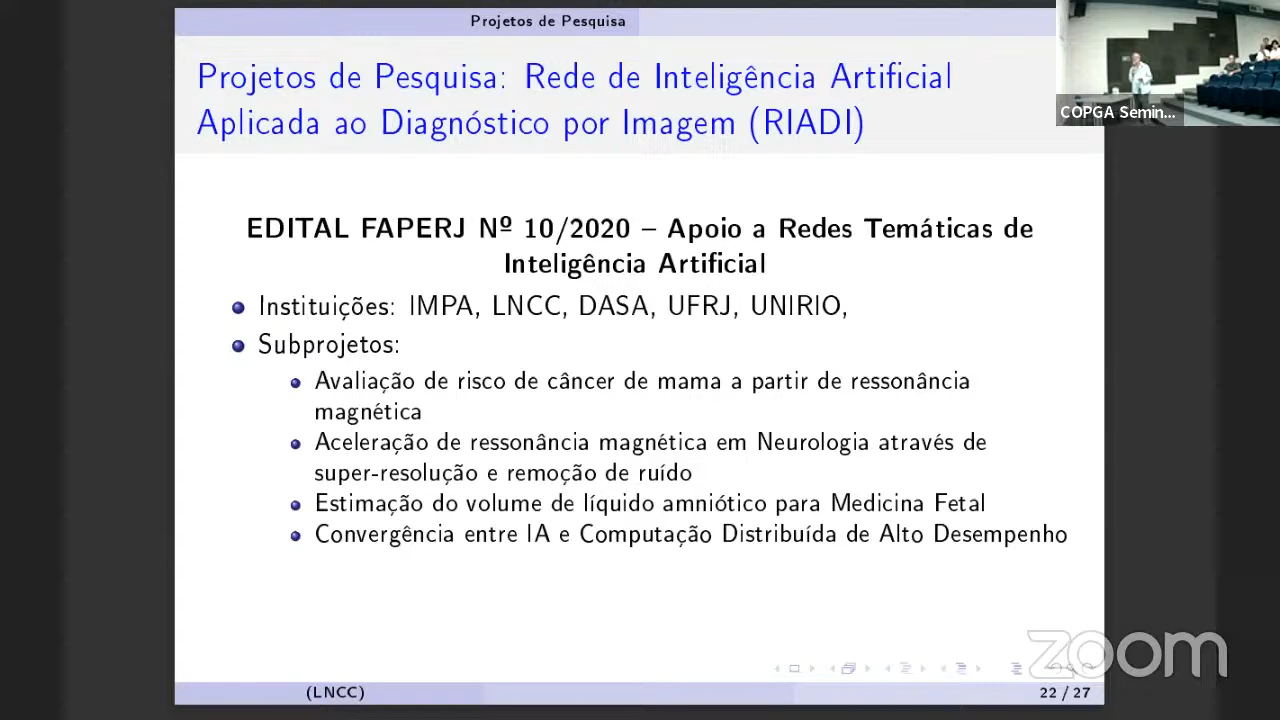 Projetos de Pesquisa
Projetos de Pesquisa: Rede de Inteligência Artificial
Aplicada ao Diagnóstico por Imagem (RIADI)
COPGA Semin...
EDITAL FAPERJ Nº 10/2020 – Apoio a Redes Temáticas de
Inteligência Artificial
Instituições: IMPA, LNCC, DASA, UFRJ, UNIRIO,
Subprojetos:
Avaliação de risco de câncer de mama a partir de ressonância
magnética
Aceleração de ressonância magnética em Neurologia através de
super-resolução e remoção de ruído
Estimação do volume de líquido amniótico para Medicina Fetal
Convergência entre IA e Computação Distribuída de Alto Desempenho
zoom
(LNCC)
22 / 27